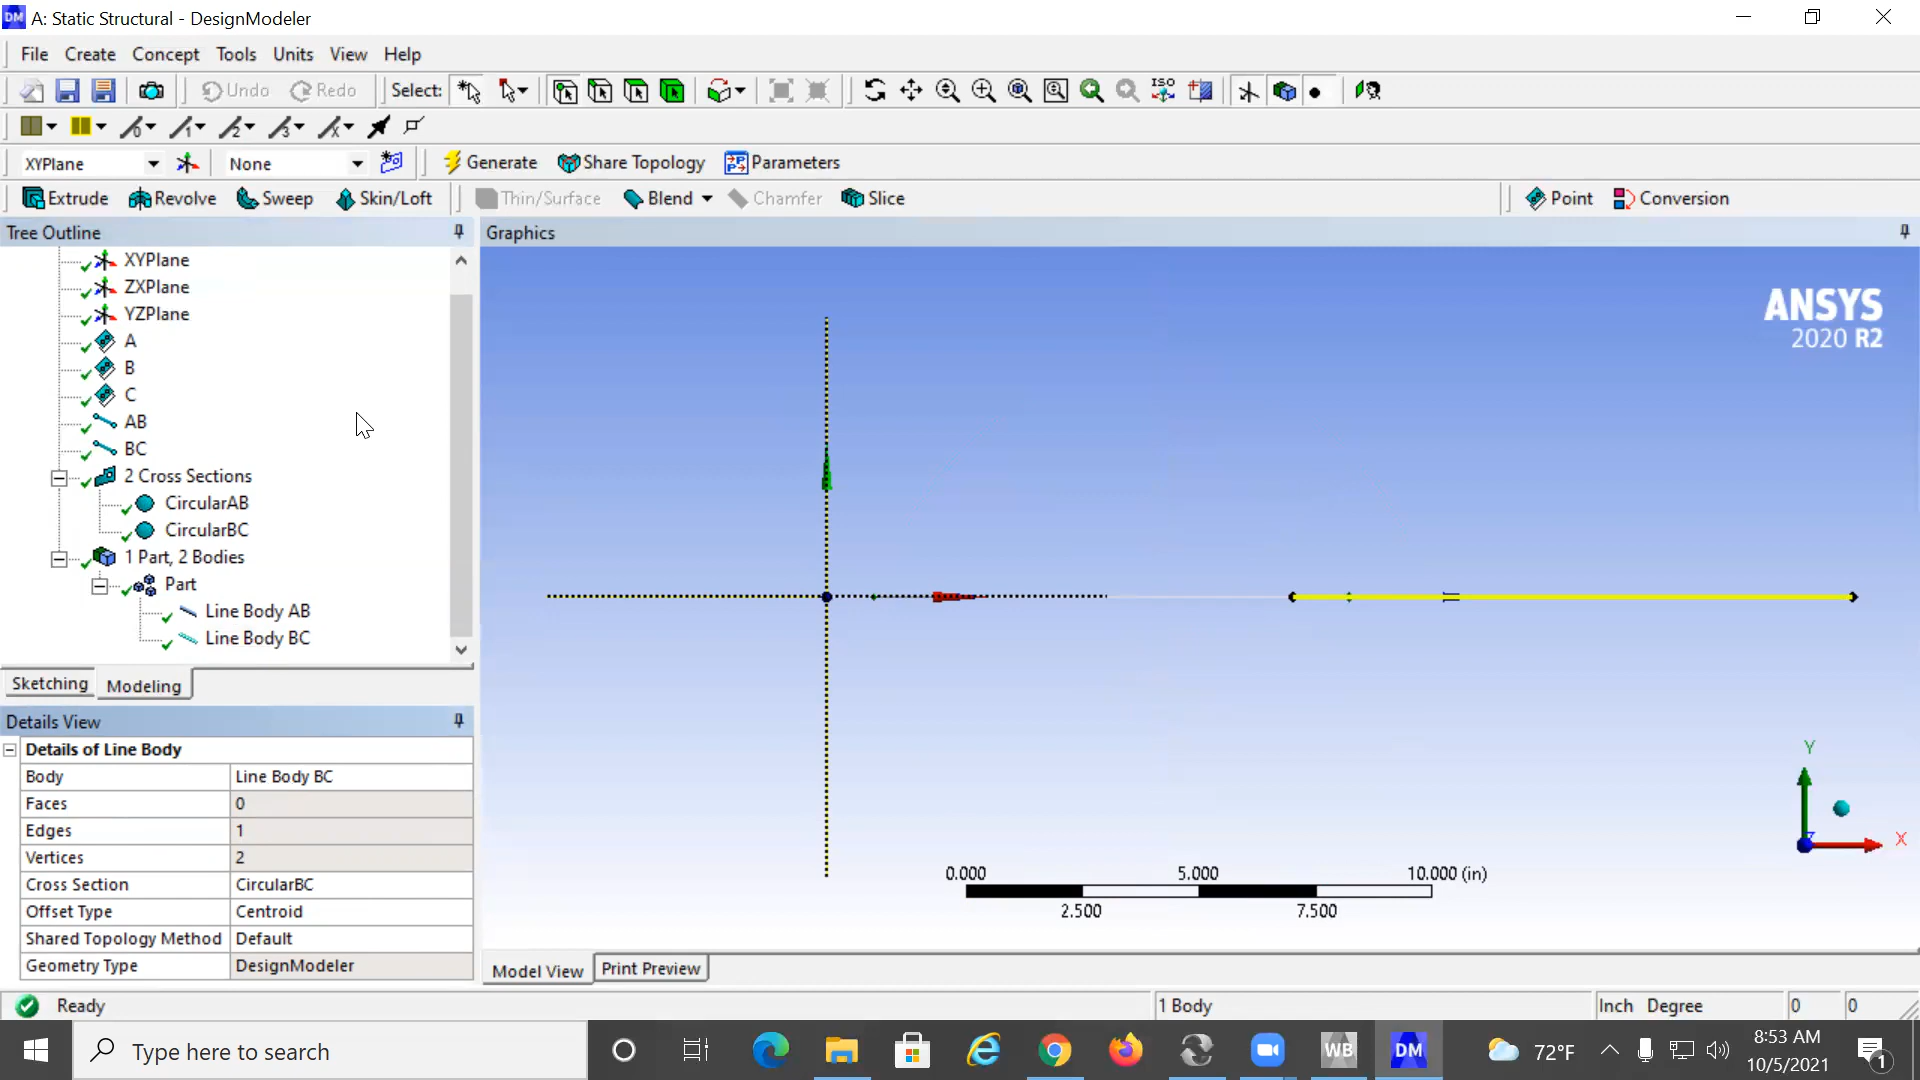 DM A: Static Structural - DesignModeler
File Create Concept Tools Units View Help
Undo Redo Select: ISO
XYPlane None Generate Share Topology Parameters
Extrude Revolve Sweep Skin/Loft Thin/Surface Blend Chamfer Slice Point Conversion
Tree Outline
Graphics
XYPlane
ZXPlane
YZPlane
A
B
C
AB
BC
2 Cross Sections
CircularAB
CircularBC
1 Part, 2 Bodies
Part
Line Body AB
Line Body BC
Sketching Modeling
Details View
Details of Line Body
Body Line Body BC
Faces 0
Edges 1
Vertices 2
Cross Section CircularBC
Offset Type Centroid
Shared Topology Method Default
Geometry Type DesignModeler
ANSYS
2020 R2
Y
Z
X
0.000 5.000 10.000 (in)
2.500 7.500
Model View Print Preview
Ready 1 Body Inch Degree 0 0
Type here to search
WB DM
72°F
8:53 AM
10/5/2021
1